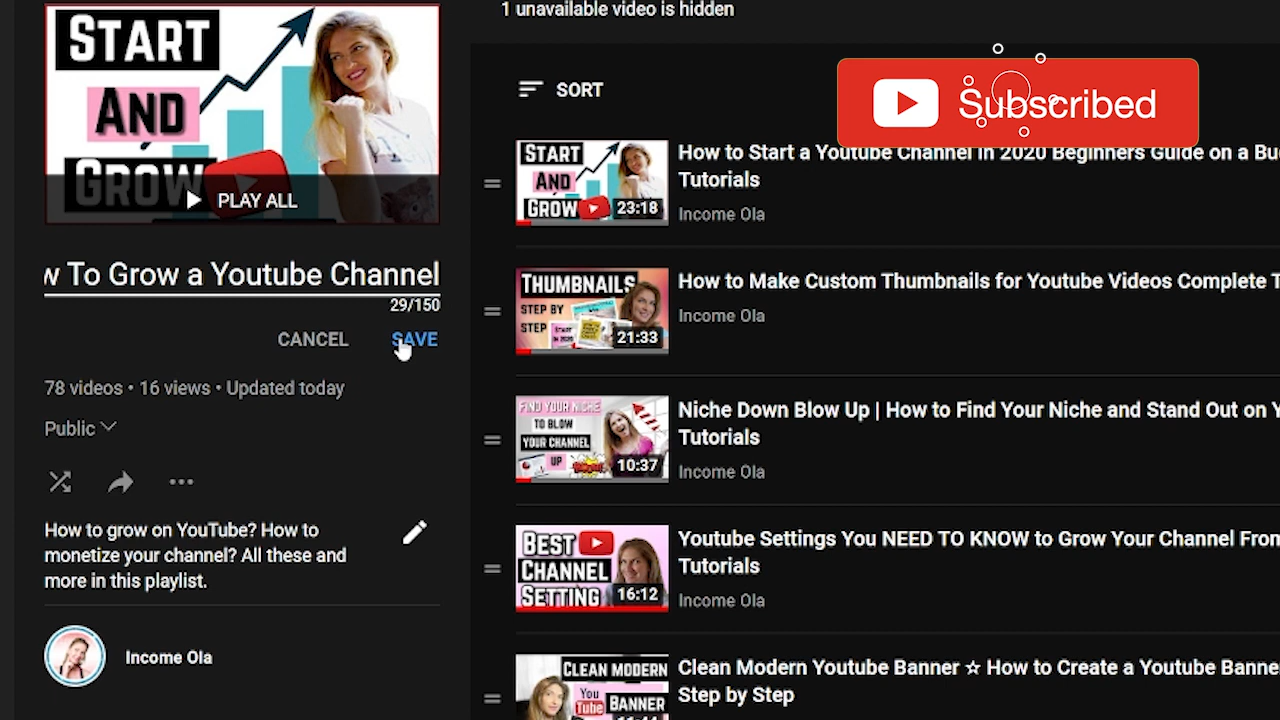 1 unavailable video is hidden
START
AND
GROW
PLAY ALL
w To Grow a Youtube Channel
29/150
CANCEL
SAVE
78 videos • 16 views • Updated today
Public
How to grow on YouTube? How to
monetize your channel? All these and
more in this playlist.
Income Ola
SORT
Subscribed
START
AND
GROW
23:18
How to Start a Youtube Channel in 2020 Beginners Guide on a Bu
Tutorials
Income Ola
THUMBNAILS
STEP BY
STEP
21:33
How to Make Custom Thumbnails for Youtube Videos Complete T
Income Ola
FIND YOUR NICHE
TO BLOW
YOUR CHANNEL
UP
10:37
Niche Down Blow Up | How to Find Your Niche and Stand Out on Y
Tutorials
Income Ola
BEST
CHANNEL
SETTING
16:12
Youtube Settings You NEED TO KNOW to Grow Your Channel From
Tutorials
Income Ola
CLEAN MODERN
You
Tube
BANNER
Clean Modern Youtube Banner ☆ How to Create a Youtube Banne
Step by Step